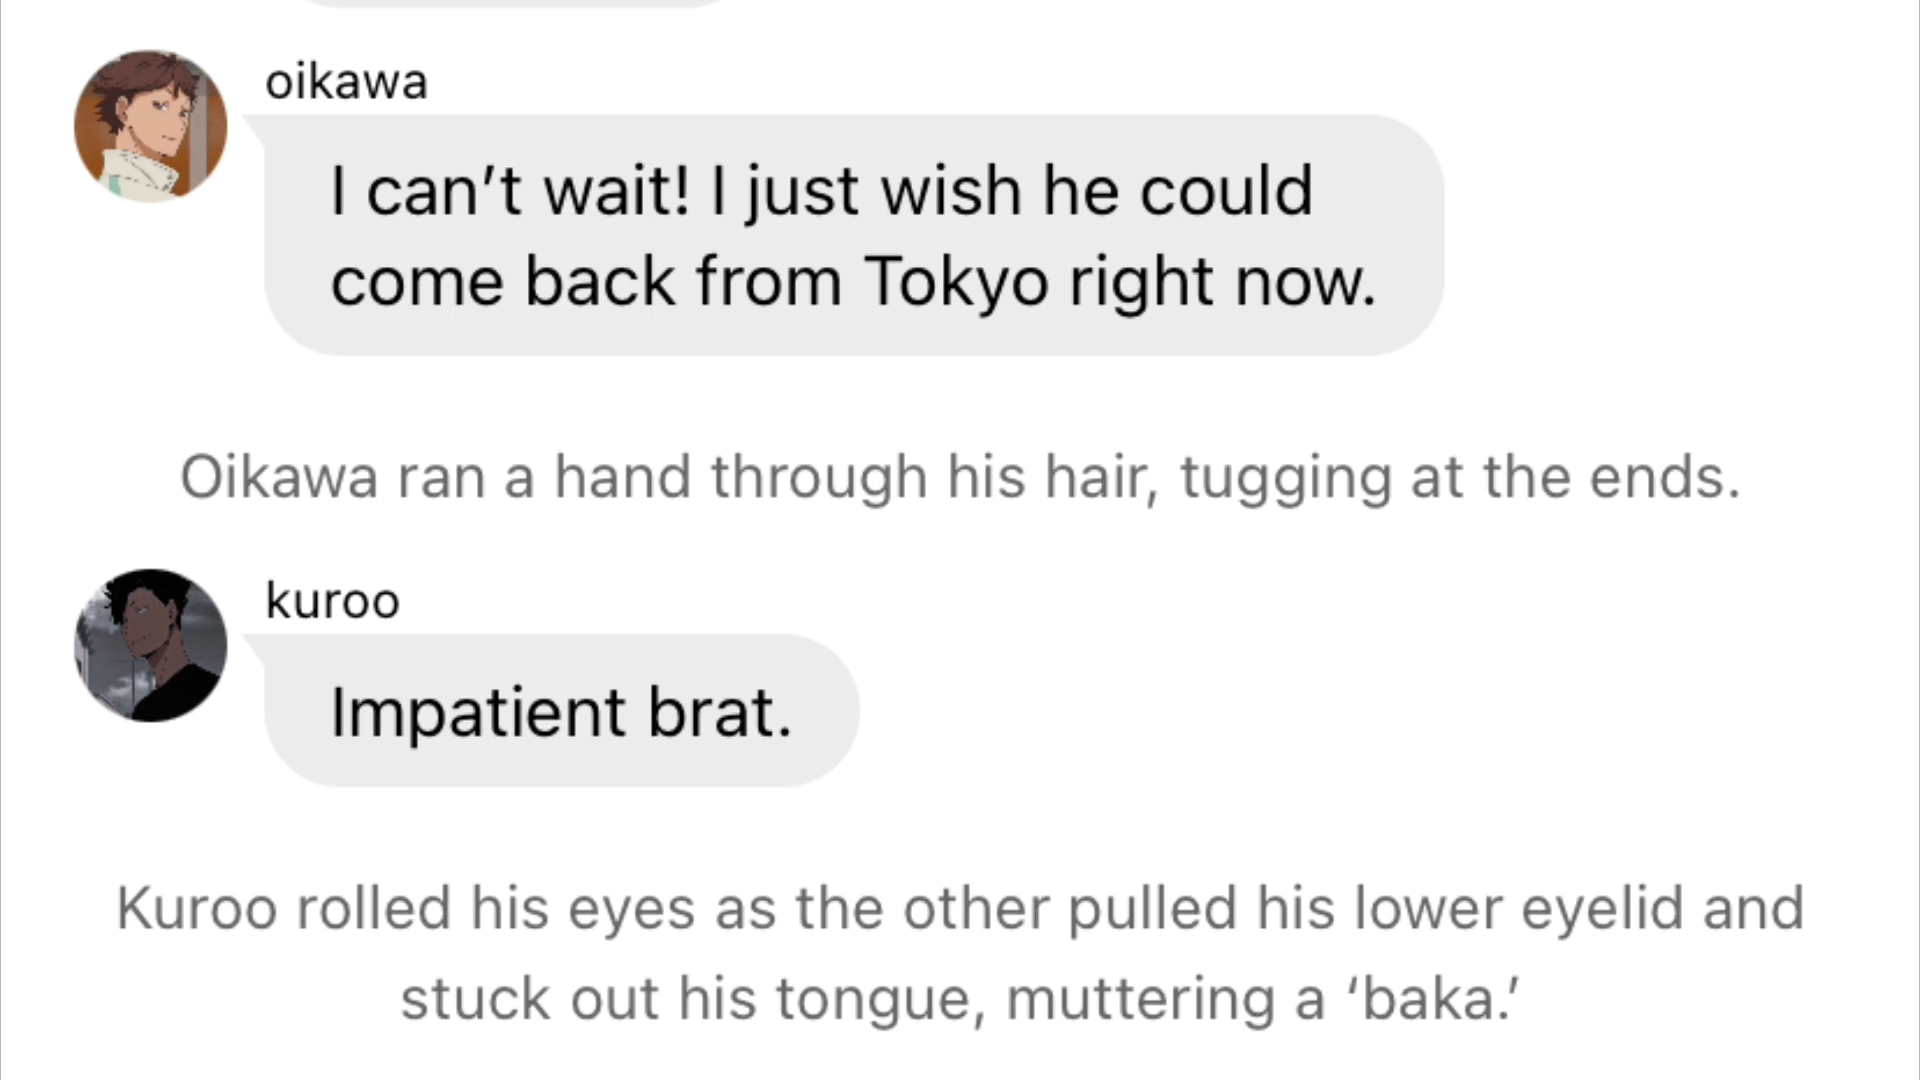 oikawa
I can’t wait! I just wish he could
come back from Tokyo right now.
Oikawa ran a hand through his hair, tugging at the ends.
kuroo
Impatient brat.
Kuroo rolled his eyes as the other pulled his lower eyelid and
stuck out his tongue, muttering a ‘baka.’